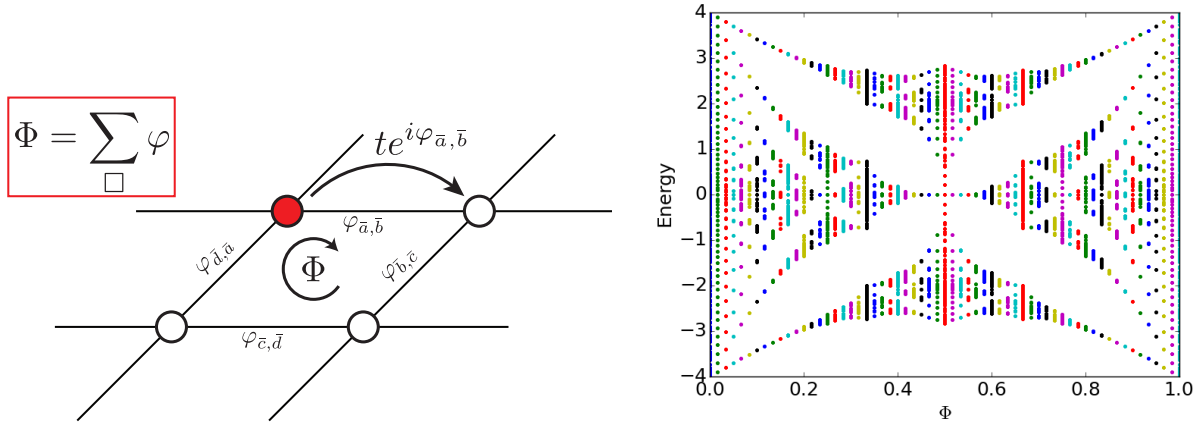 Φ = ∑□ φ
te^{iφ_{ā,b̄}}
φ_{ā,b̄}
φ_{d̄,ā}
Φ
φ_{b̄,c̄}
φ_{c̄,d̄}
Energy
4
3
2
1
0
−1
−2
−3
−4
0.0 0.2 0.4 0.6 0.8 1.0
Φ